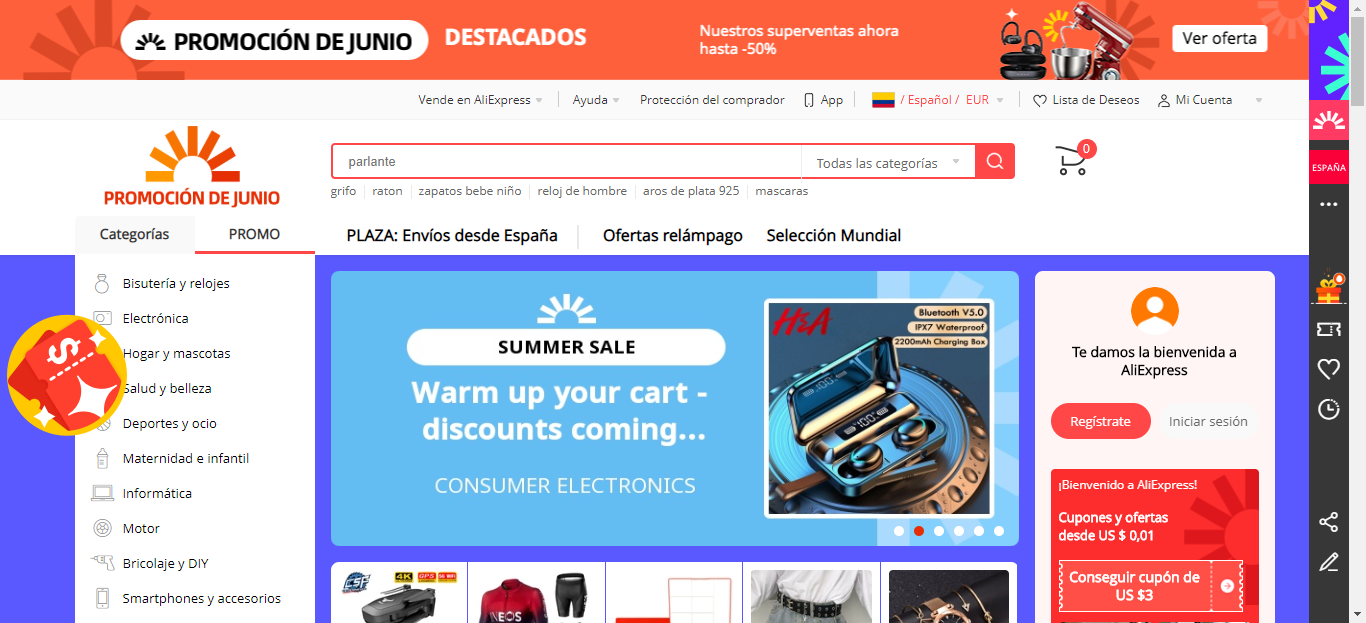 PROMOCIÓN DE JUNIO
DESTACADOS
Nuestros superventas ahora
hasta -50%
Ver oferta
Vende en AliExpress
Ayuda
Protección del comprador
App
/ Español / EUR
Lista de Deseos
Mi Cuenta
PROMOCIÓN DE JUNIO
parlante
Todas las categorías
0
ESPAÑA
grifo
raton
zapatos bebe niño
reloj de hombre
aros de plata 925
mascaras
Categorías
PROMO
PLAZA: Envíos desde España
Ofertas relámpago
Selección Mundial
Bisutería y relojes
Electrónica
Hogar y mascotas
Salud y belleza
Deportes y ocio
Maternidad e infantil
Informática
Motor
Bricolaje y DIY
Smartphones y accesorios
$
SUMMER SALE
Warm up your cart -
discounts coming...
CONSUMER ELECTRONICS
H&A
Bluetooth V5.0
IPX7 Waterproof
2200mAh Charging Box
100
Te damos la bienvenida a
AliExpress
Regístrate
Iniciar sesión
¡Bienvenido a AliExpress!
Cupones y ofertas
desde US $ 0,01
Conseguir cupón de
US $3
4K GPS 5G WIFI
NEOS